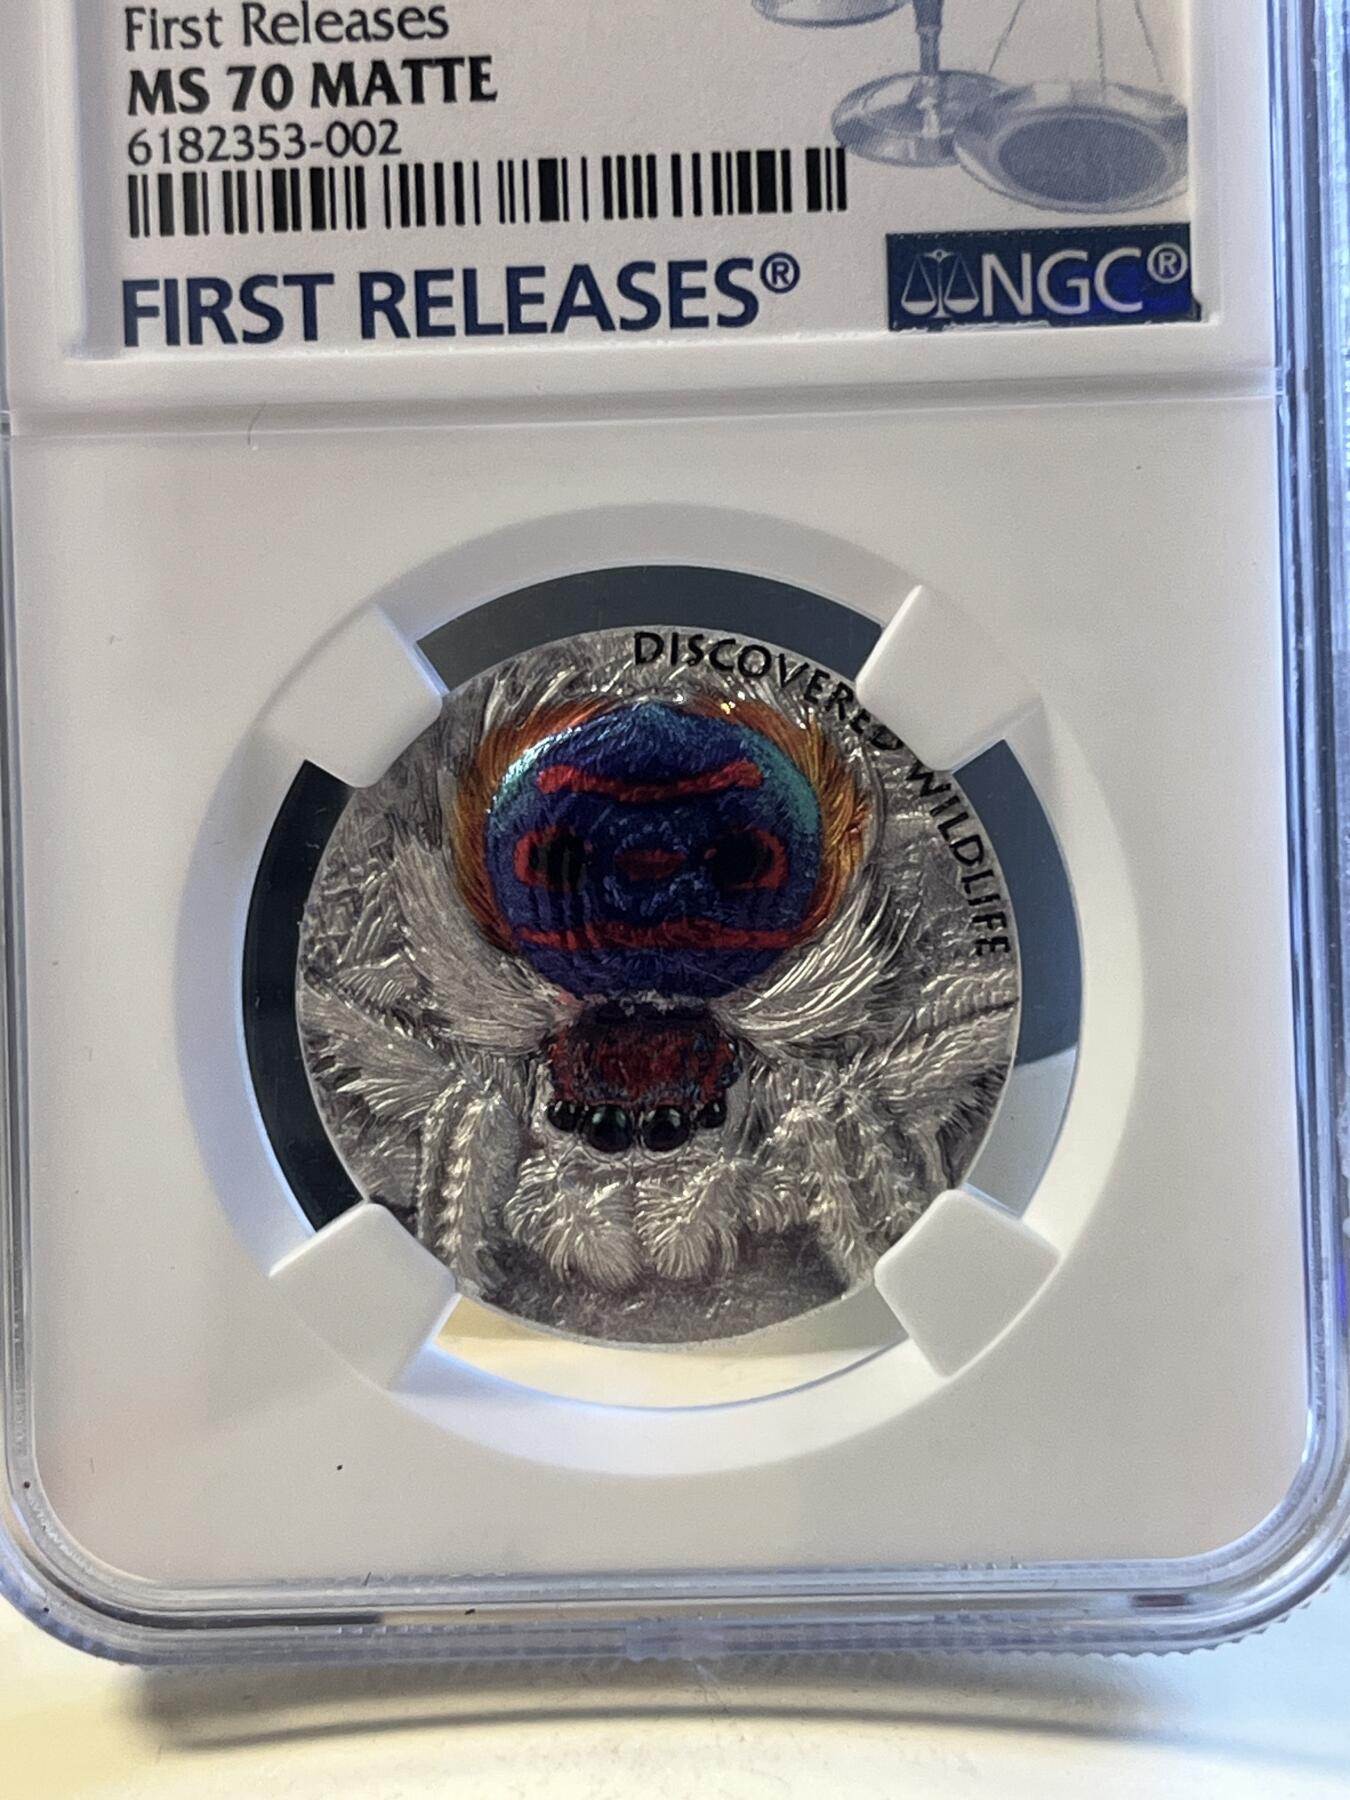 First Releases
MS 70 MATTE
6182353-002
FIRST RELEASES®
NGC®
DISCOVERED WILDLIFE